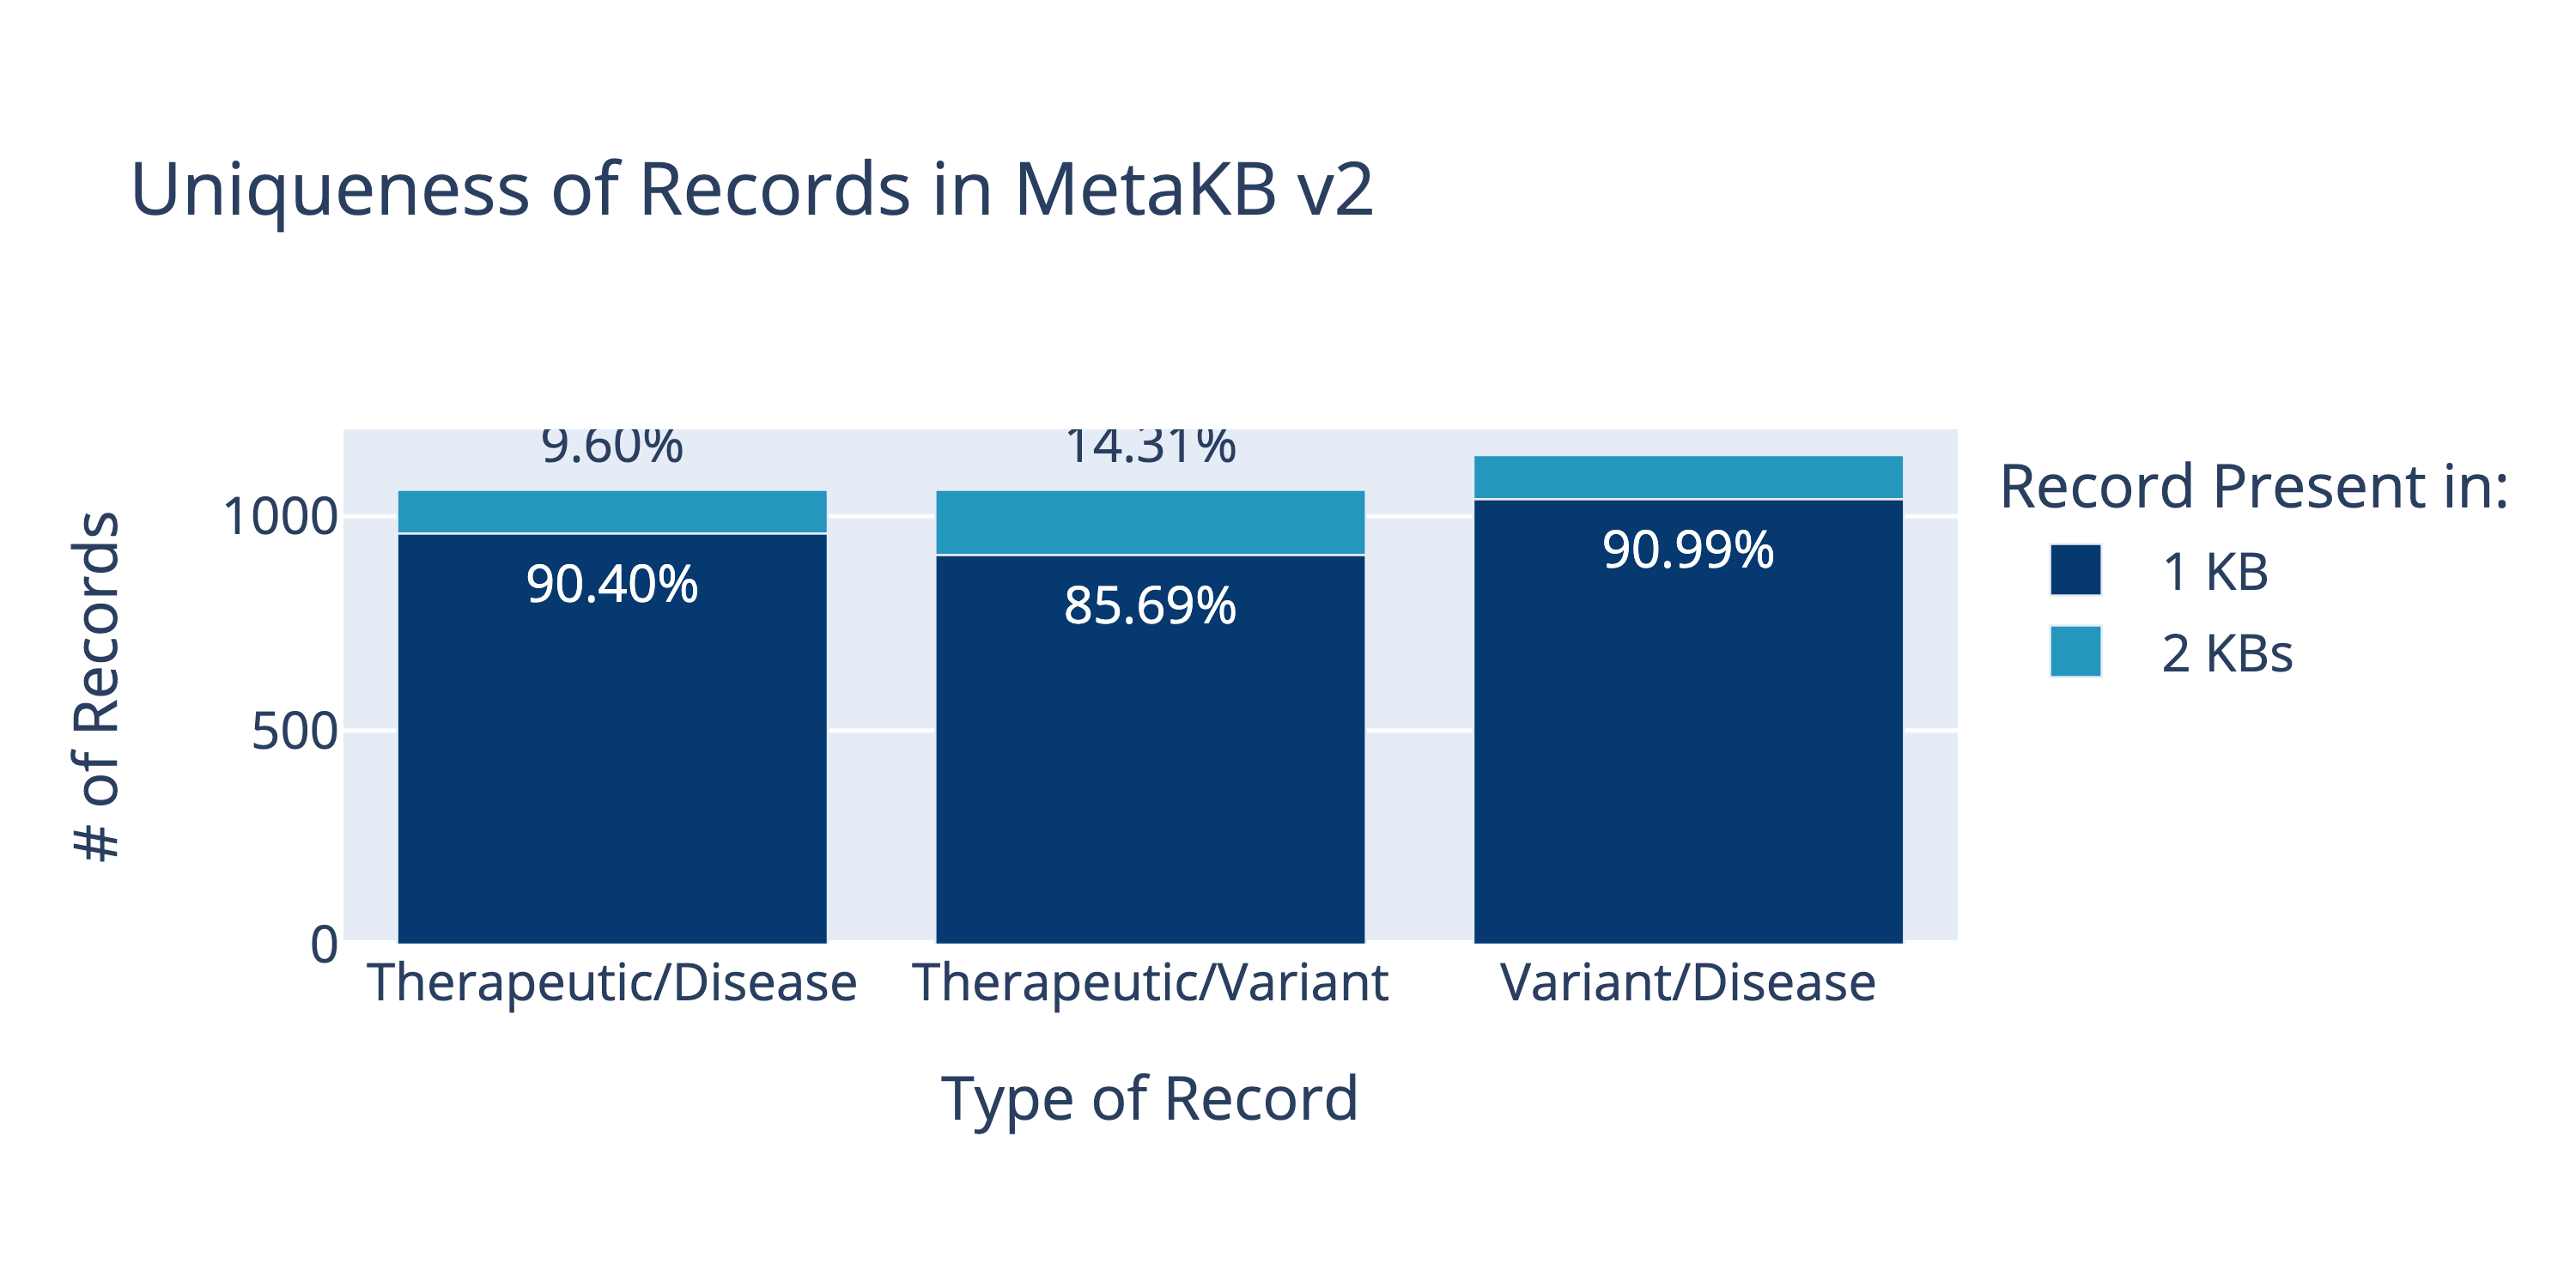 Uniqueness of Records in MetaKB v2
9.60%
14.31%
90.40%
85.69%
90.99%
1000
500
0
# of Records
Therapeutic/Disease
Therapeutic/Variant
Variant/Disease
Type of Record
Record Present in:
1 KB
2 KBs